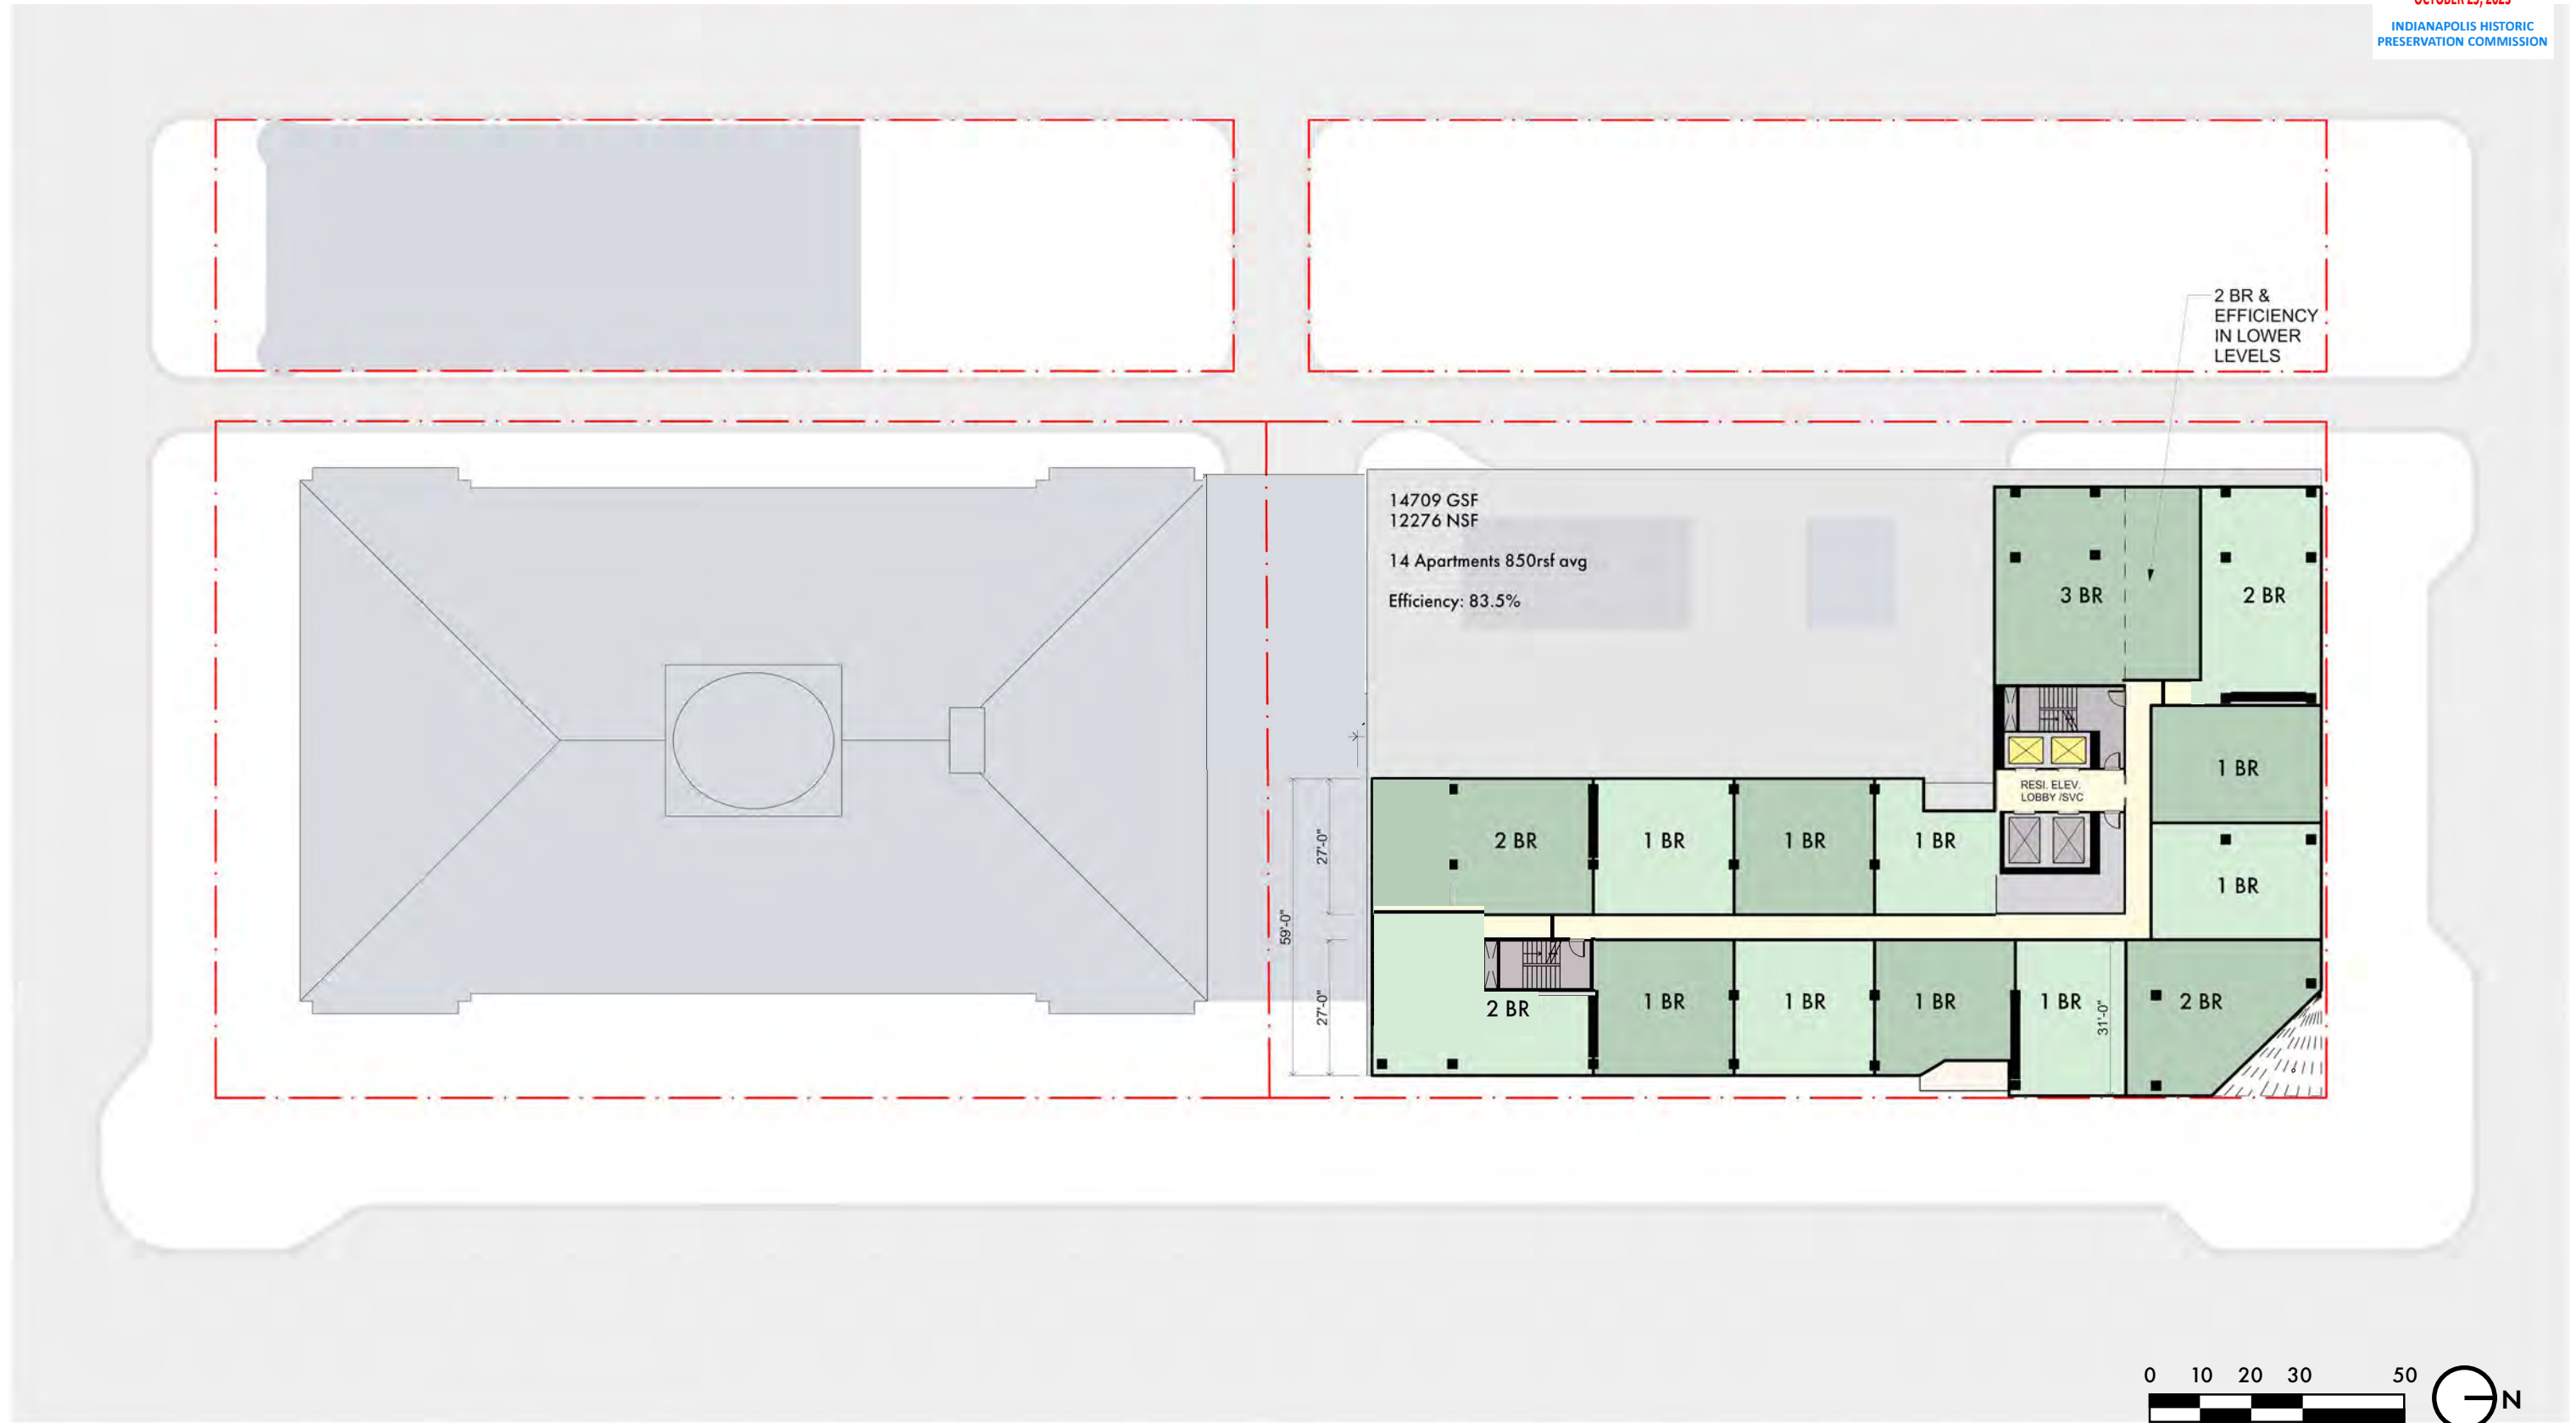 OCTOBER 25, 2023
INDIANAPOLIS HISTORIC
PRESERVATION COMMISSION
2 BR &
EFFICIENCY
IN LOWER
LEVELS
14709 GSF
12276 NSF
14 Apartments 850rsf avg
Efficiency: 83.5%
3 BR
2 BR
1 BR
RESI. ELEV.
LOBBY /SVC
27'-0"
2 BR
1 BR
1 BR
1 BR
1 BR
59'-0"
27'-0"
2 BR
1 BR
1 BR
1 BR
1 BR
31'-0"
2 BR
0 10 20 30 50
N